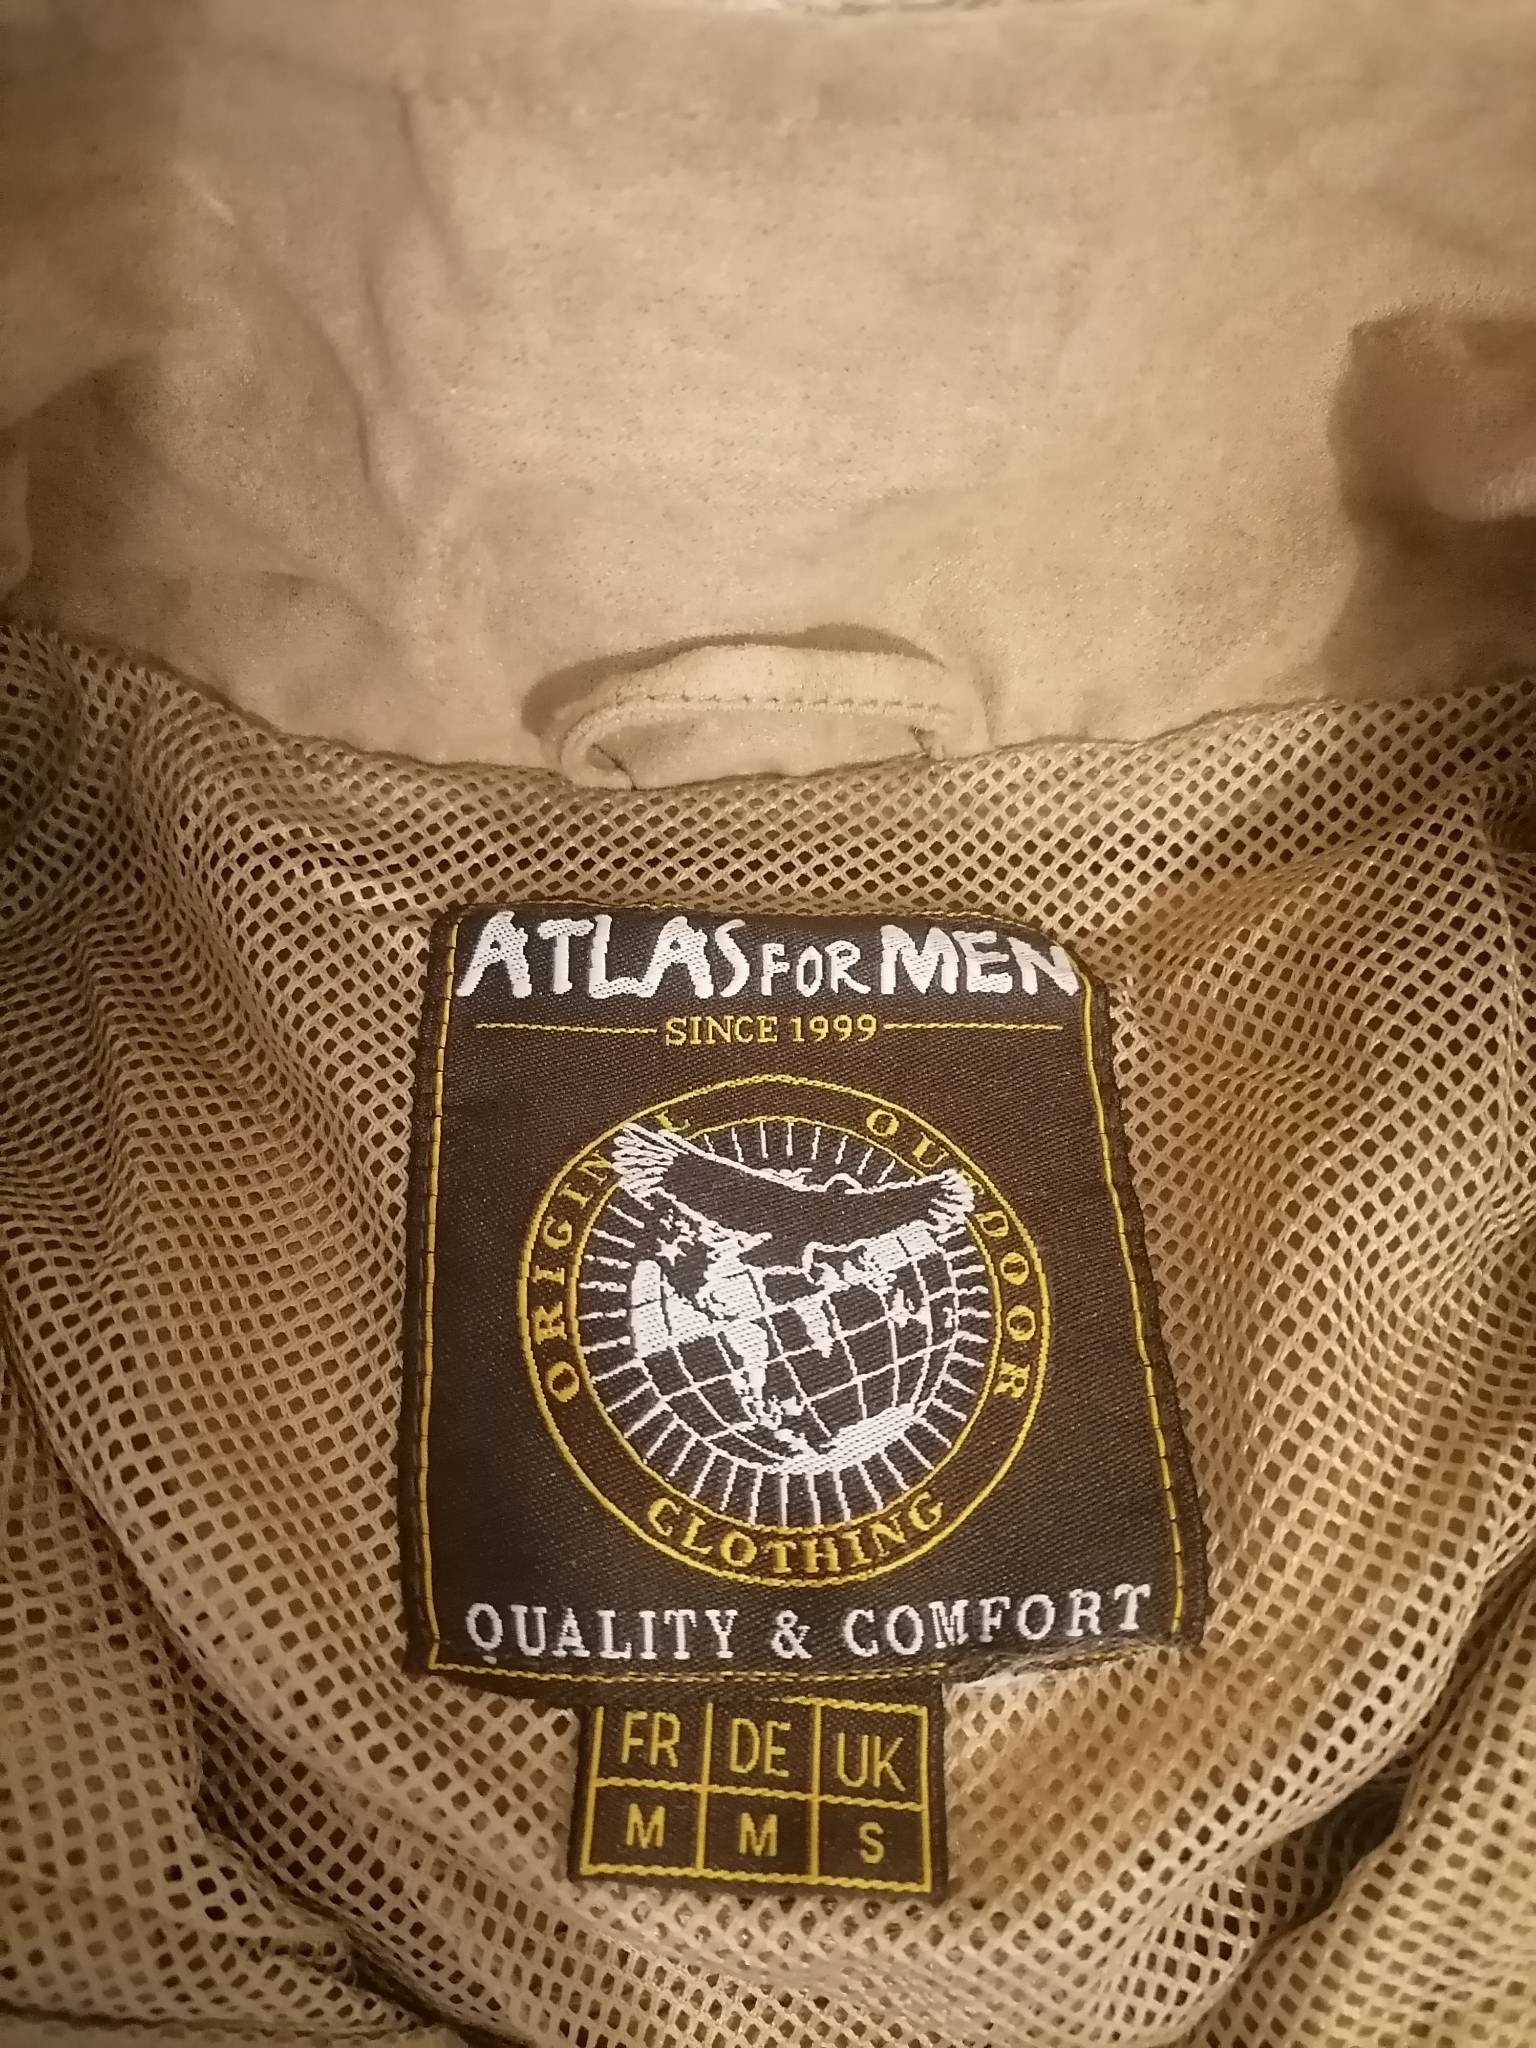 ATLAS FOR MEN
SINCE 1999
ORIGINAL OUTDOOR
CLOTHING
QUALITY & COMFORT
FR DE UK
M M S